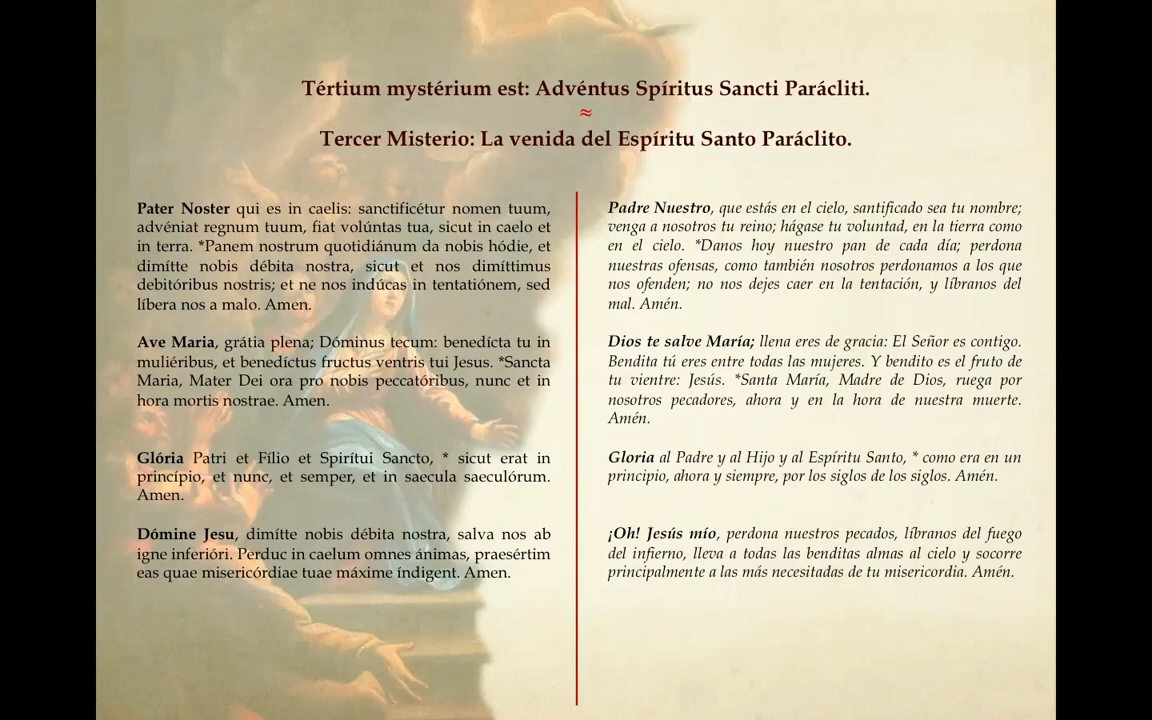 Tértium mystérium est: Advéntus Spíritus Sancti Parácliti.
≈
Tercer Misterio: La venida del Espíritu Santo Paráclito.
Pater Noster qui es in caelis: sanctificétur nomen tuum,
advéniat regnum tuum, fiat volúntas tua, sicut in caelo et
in terra. *Panem nostrum quotidiánum da nobis hódie, et
dimítte nobis débita nostra, sicut et nos dimíttimus
debitóribus nostris; et ne nos indúcas in tentatiónem, sed
líbera nos a malo. Amen.
Ave Maria, grátia plena; Dóminus tecum: benedícta tu in
muliéribus, et benedíctus fructus ventris tui Jesus. *Sancta
Maria, Mater Dei ora pro nobis peccatóribus, nunc et in
hora mortis nostrae. Amen.
Glória Patri et Fílio et Spirítui Sancto, * sicut erat in
princípio, et nunc, et semper, et in saecula saeculórum.
Amen.
Dómine Jesu, dimítte nobis débita nostra, salva nos ab
igne inferióri. Perduc in caelum omnes ánimas, praesértim
eas quae misericórdiae tuae máxime índigent. Amen.
Padre Nuestro, que estás en el cielo, santificado sea tu nombre;
venga a nosotros tu reino; hágase tu voluntad, en la tierra como
en el cielo. *Danos hoy nuestro pan de cada día; perdona
nuestras ofensas, como también nosotros perdonamos a los que
nos ofenden; no nos dejes caer en la tentación, y líbranos del
mal. Amén.
Dios te salve María; llena eres de gracia: El Señor es contigo.
Bendita tú eres entre todas las mujeres. Y bendito es el fruto de
tu vientre: Jesús. *Santa María, Madre de Dios, ruega por
nosotros pecadores, ahora y en la hora de nuestra muerte.
Amén.
Gloria al Padre y al Hijo y al Espíritu Santo, * como era en un
principio, ahora y siempre, por los siglos de los siglos. Amén.
¡Oh! Jesús mío, perdona nuestros pecados, líbranos del fuego
del infierno, lleva a todas las benditas almas al cielo y socorre
principalmente a las más necesitadas de tu misericordia. Amén.